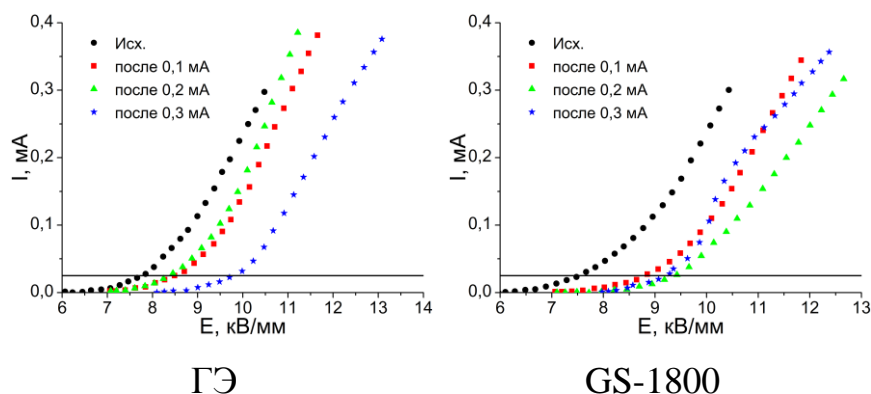 0,4
0,3
0,2
0,1
0,0
I, мА
Исх.
после 0,1 мА
после 0,2 мА
после 0,3 мА
6 7 8 9 10 11 12 13 14
E, кВ/мм
ГЭ
0,4
0,3
0,2
0,1
0,0
I, мА
Исх.
после 0,1 мА
после 0,2 мА
после 0,3 мА
6 7 8 9 10 11 12 13
E, кВ/мм
GS-1800